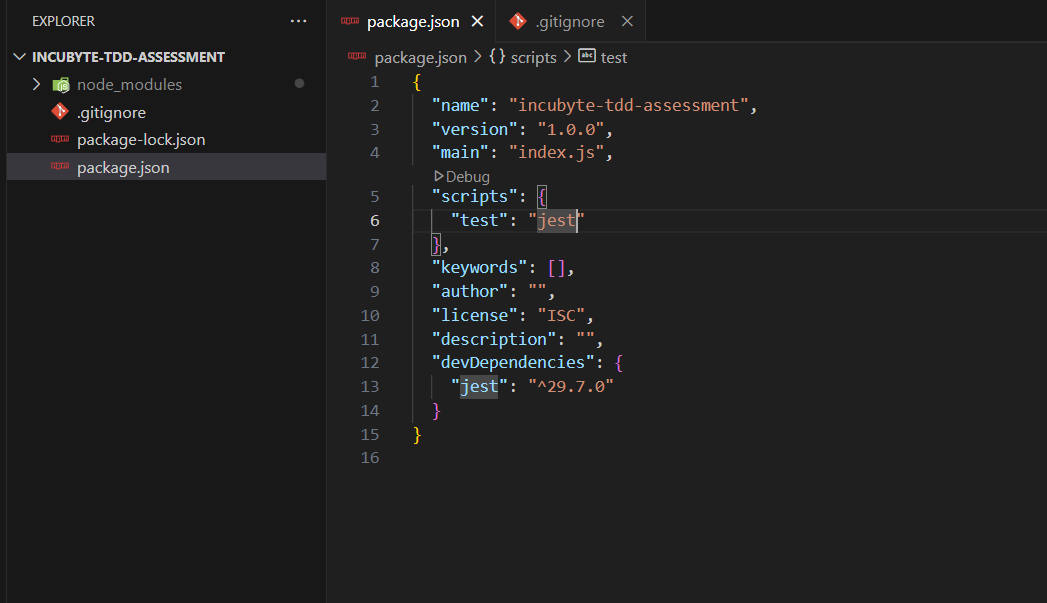 EXPLORER
···
INCUBYTE-TDD-ASSESSMENT
node_modules
.gitignore
package-lock.json
package.json
package.json
.gitignore
package.json > {} scripts > abc test
1 {
2 "name": "incubyte-tdd-assessment",
3 "version": "1.0.0",
4 "main": "index.js",
Debug
5 "scripts": {
6 "test": "jest"
7 },
8 "keywords": [],
9 "author": "",
10 "license": "ISC",
11 "description": "",
12 "devDependencies": {
13 "jest": "^29.7.0"
14 }
15 }
16